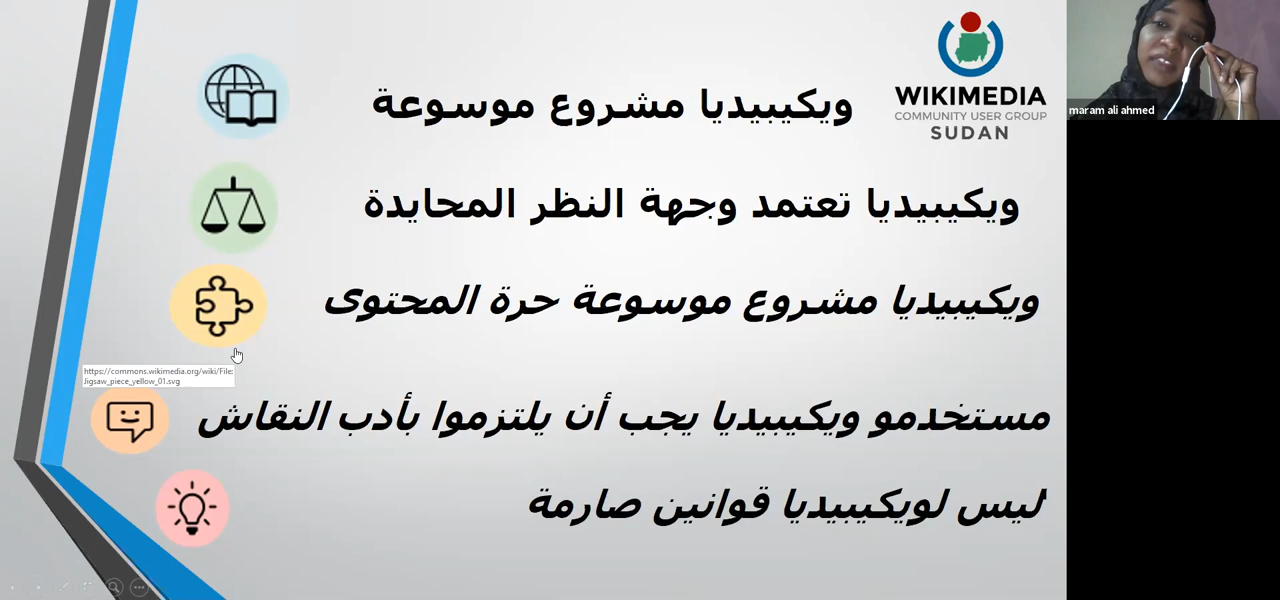 WIKIMEDIA
COMMUNITY USER GROUP
SUDAN
maram ali ahmed
ويكيبيديا مشروع موسوعة
ويكيبيديا تعتمد وجهة النظر المحايدة
ويكيبيديا مشروع موسوعة حرة المحتوى
https://commons.wikimedia.org/wiki/File:
Jigsaw_piece_yellow_01.svg
مستخدمو ويكيبيديا يجب أن يلتزموا بأدب النقاش
ليس لويكيبيديا قوانين صارمة